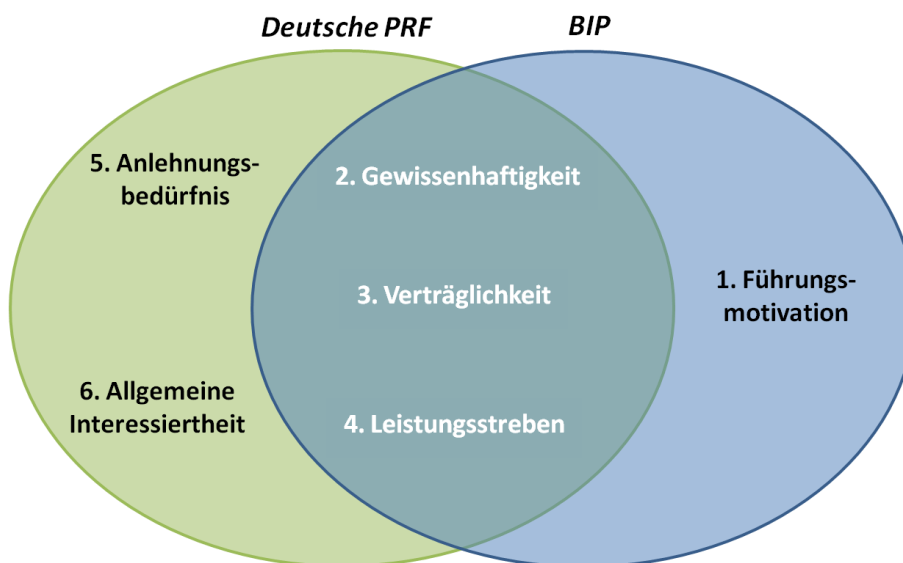 Deutsche PRF
BIP
5. Anlehnungs-
bedürfnis
2. Gewissenhaftigkeit
3. Verträglichkeit
1. Führungs-
motivation
6. Allgemeine
Interessiertheit
4. Leistungsstreben